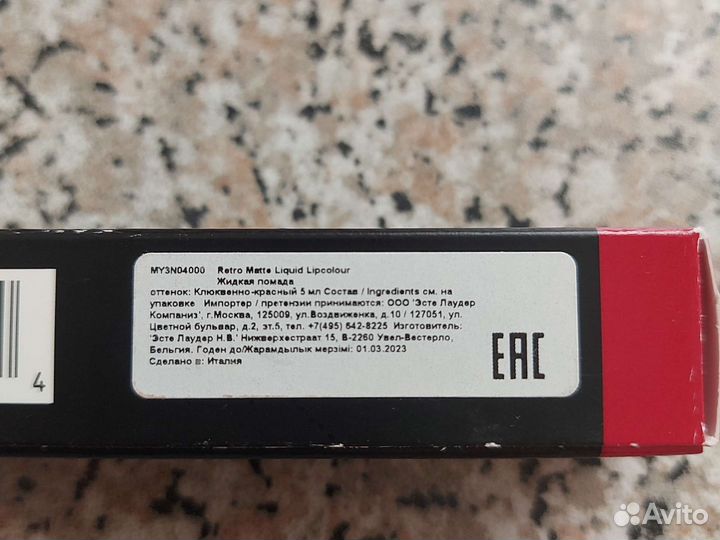 MY3N04000 Retro Matte Liquid Lipcolour
Жидкая помада
оттенок: Клюквенно-красный 5 мл Состав / Ingredients см. на
упаковке Импортер / претензии принимаются: ООО 'Эсте Лаудер
Компаниз', г.Москва, 125009, ул.Воздвиженка, д.10 / 127051, ул.
Цветной бульвар, д.2, эт.5, тел. +7(495) 642-8225 Изготовитель:
'Эсте Лаудер Н.В.' Нижверхестраат 15, В-2260 Увел-Вестерло,
Бельгия. Годен до/Жарамдылык мерзімі: 01.03.2023
Сделано в: Италия
EAC
4
Avito